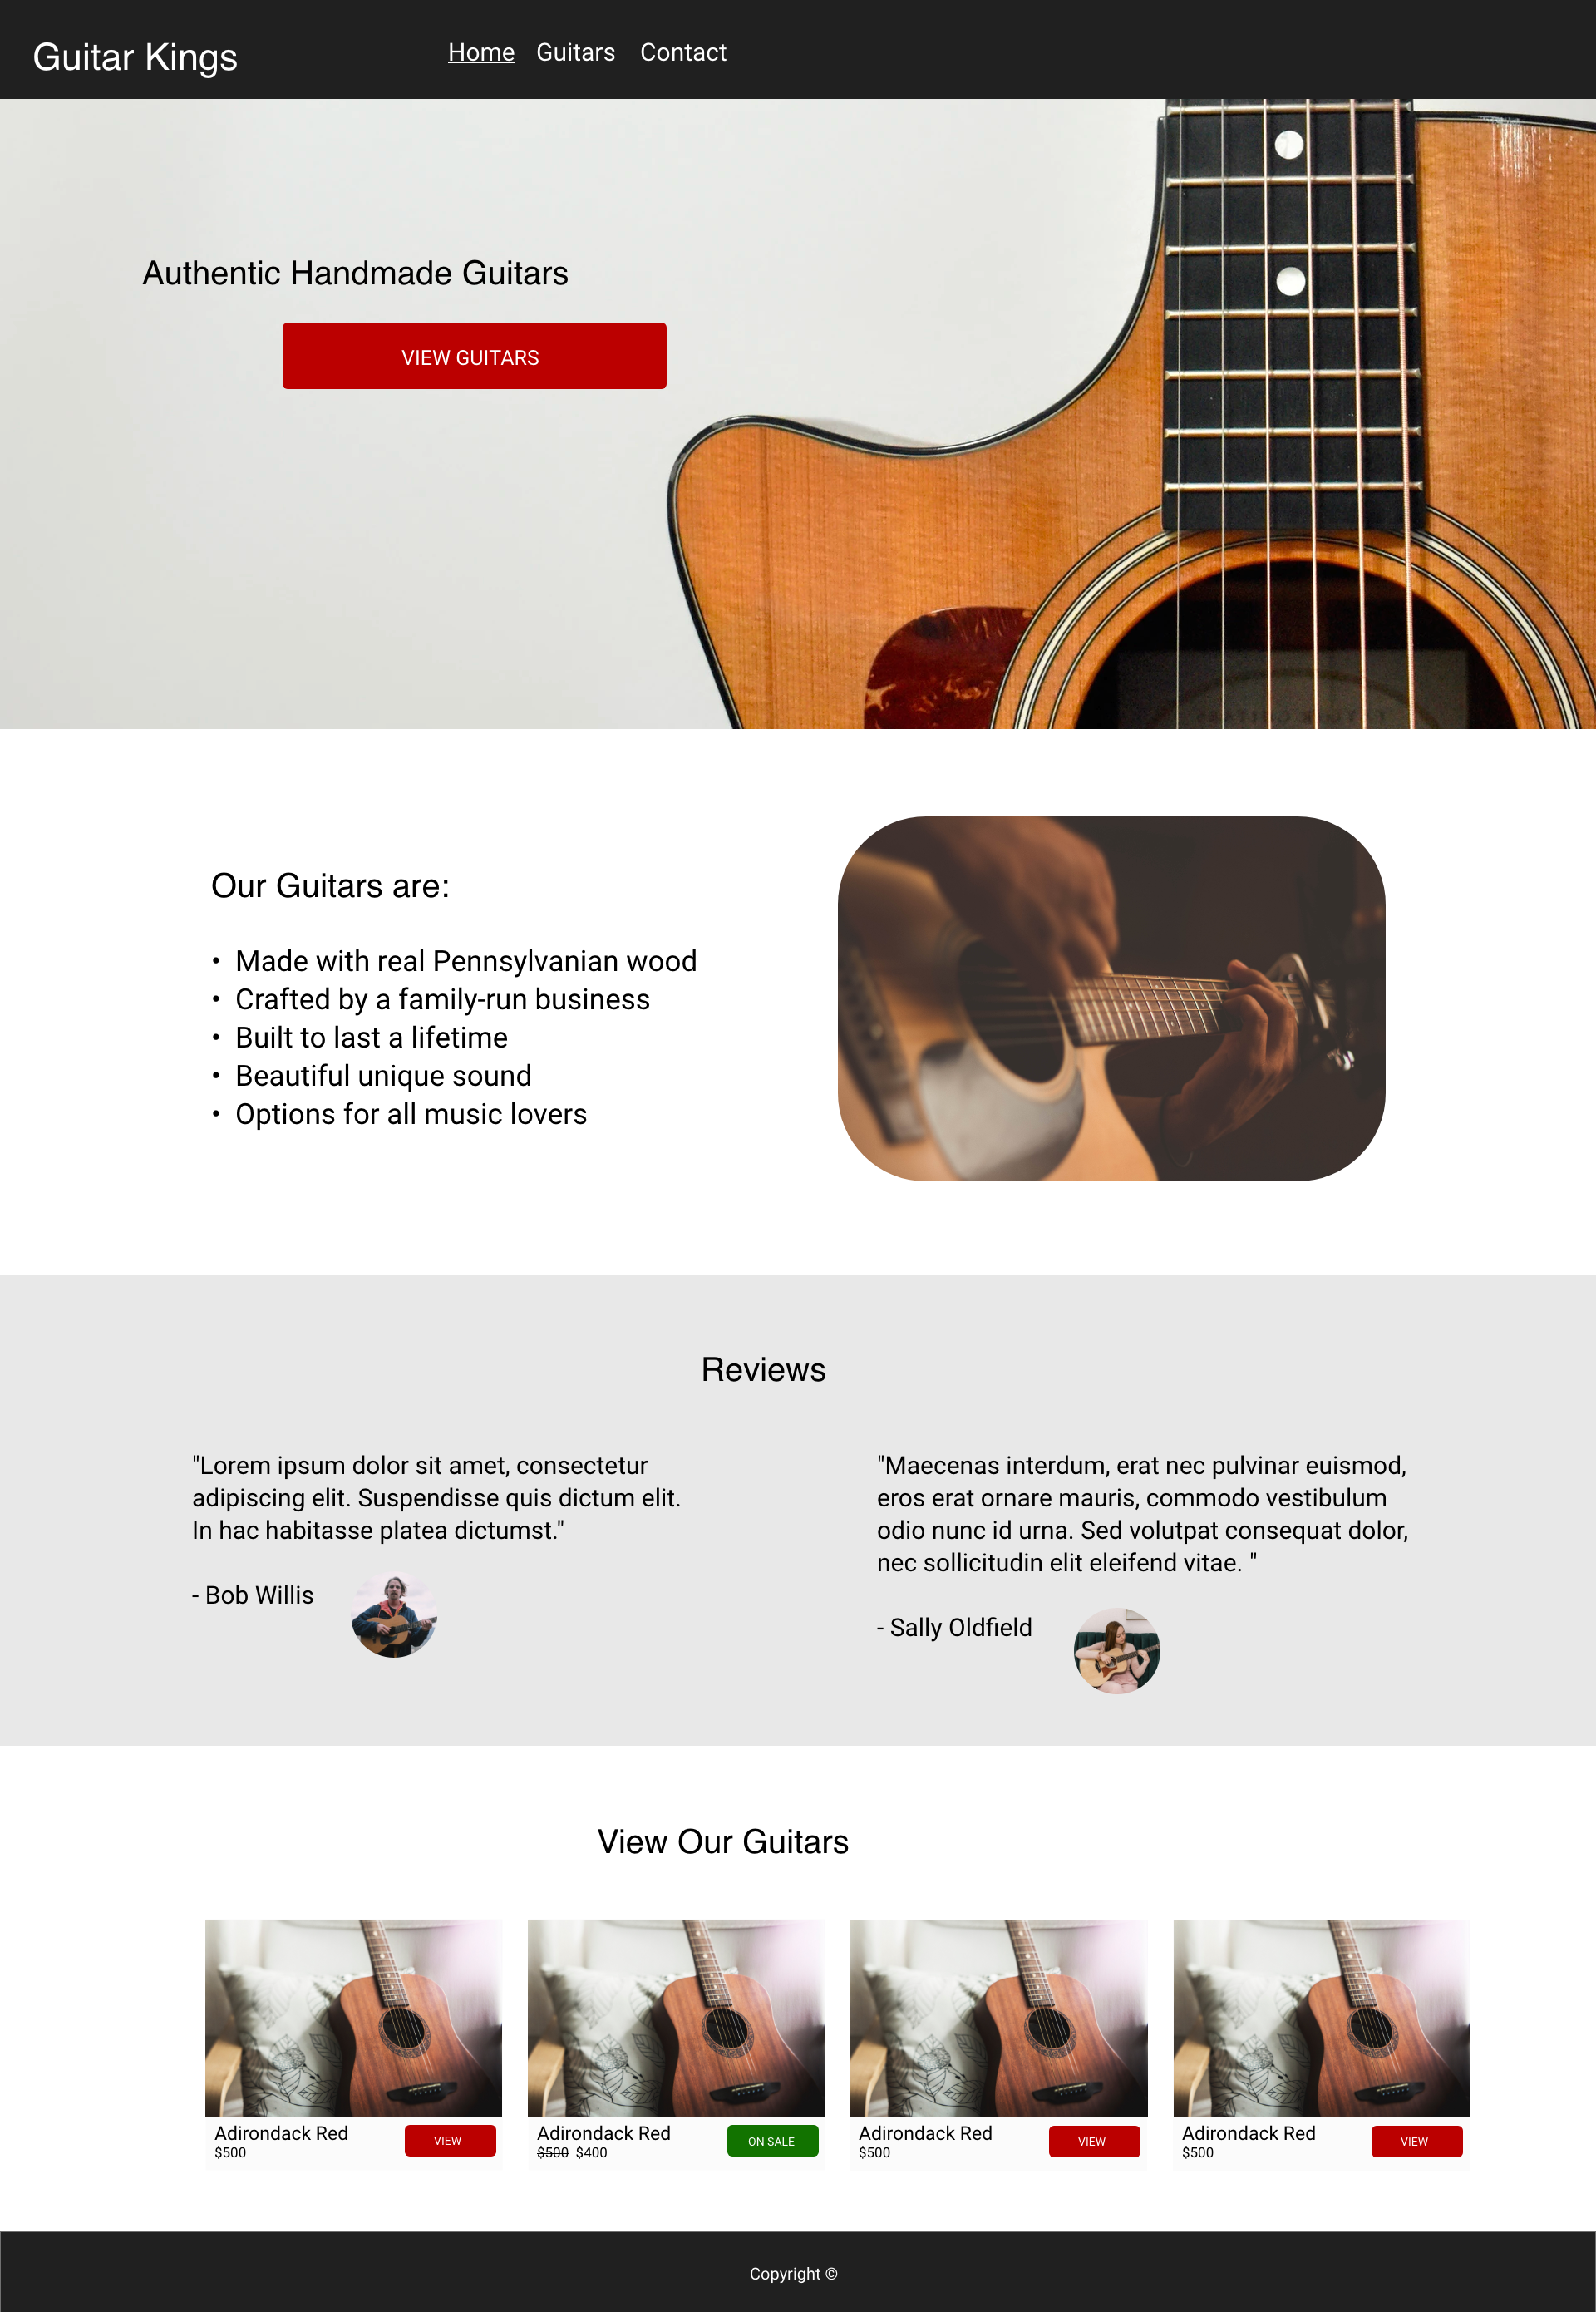 Guitar Kings
Home Guitars Contact
Authentic Handmade Guitars
VIEW GUITARS
Our Guitars are:
• Made with real Pennsylvanian wood
• Crafted by a family-run business
• Built to last a lifetime
• Beautiful unique sound
• Options for all music lovers
Reviews
"Lorem ipsum dolor sit amet, consectetur
adipiscing elit. Suspendisse quis dictum elit.
In hac habitasse platea dictumst."
- Bob Willis
"Maecenas interdum, erat nec pulvinar euismod,
eros erat ornare mauris, commodo vestibulum
odio nunc id urna. Sed volutpat consequat dolor,
nec sollicitudin elit eleifend vitae. "
- Sally Oldfield
View Our Guitars
Adirondack Red
$500
VIEW
Adirondack Red
$500 $400
ON SALE
Adirondack Red
$500
VIEW
Adirondack Red
$500
VIEW
Copyright ©